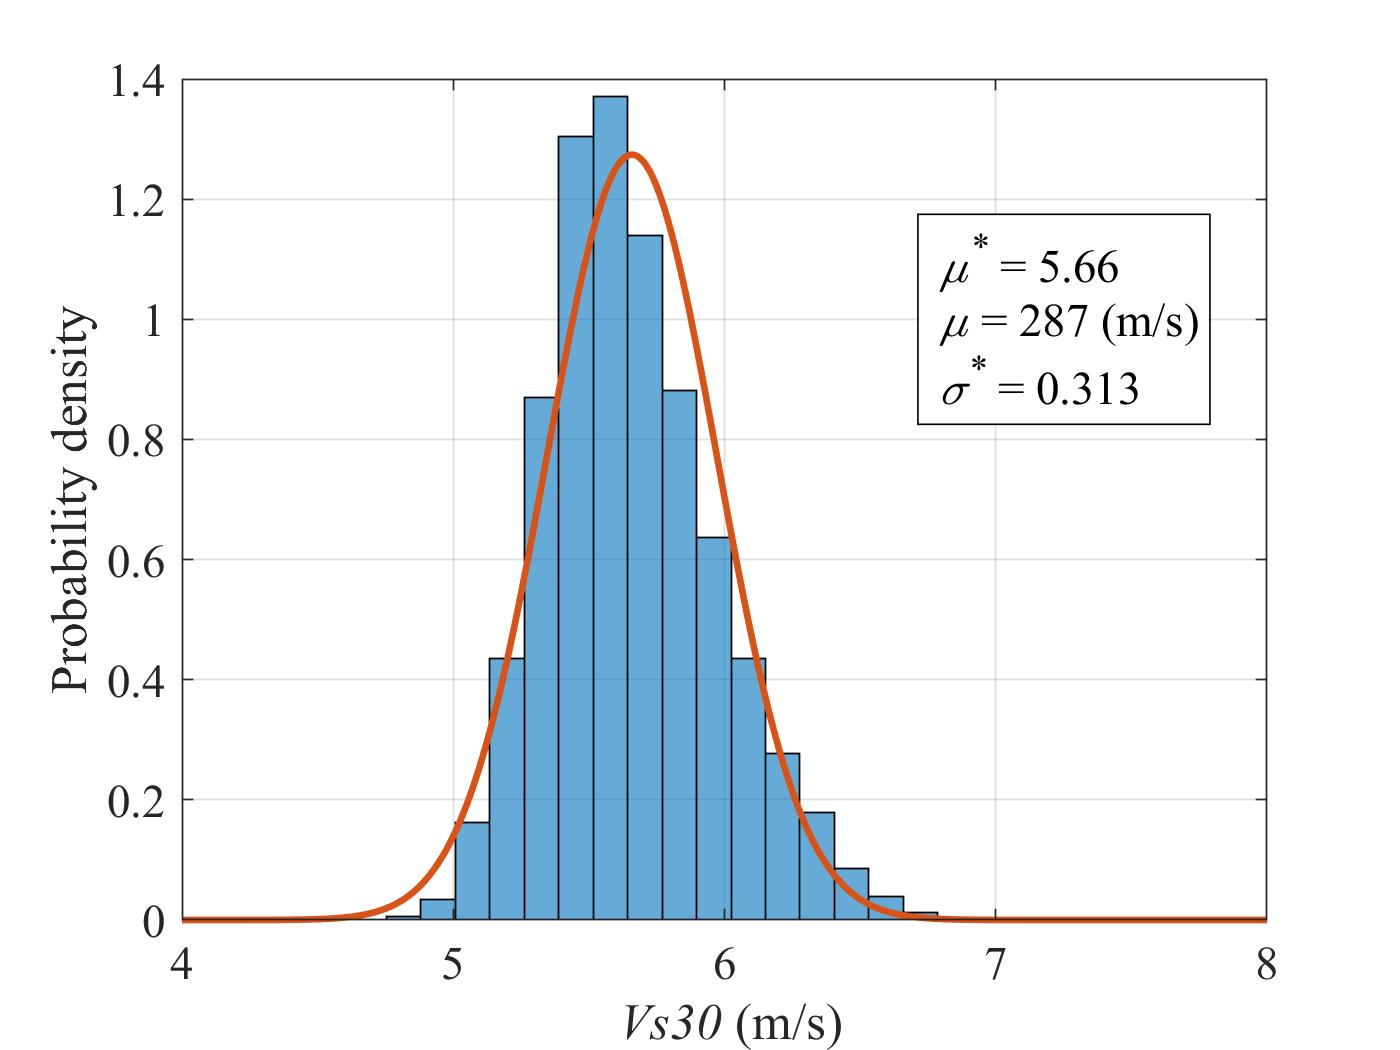 1.4
1.2
1
0.8
0.6
0.4
0.2
0
4 5 6 7 8
Probability density
Vs30 (m/s)
μ* = 5.66
μ = 287 (m/s)
σ* = 0.313